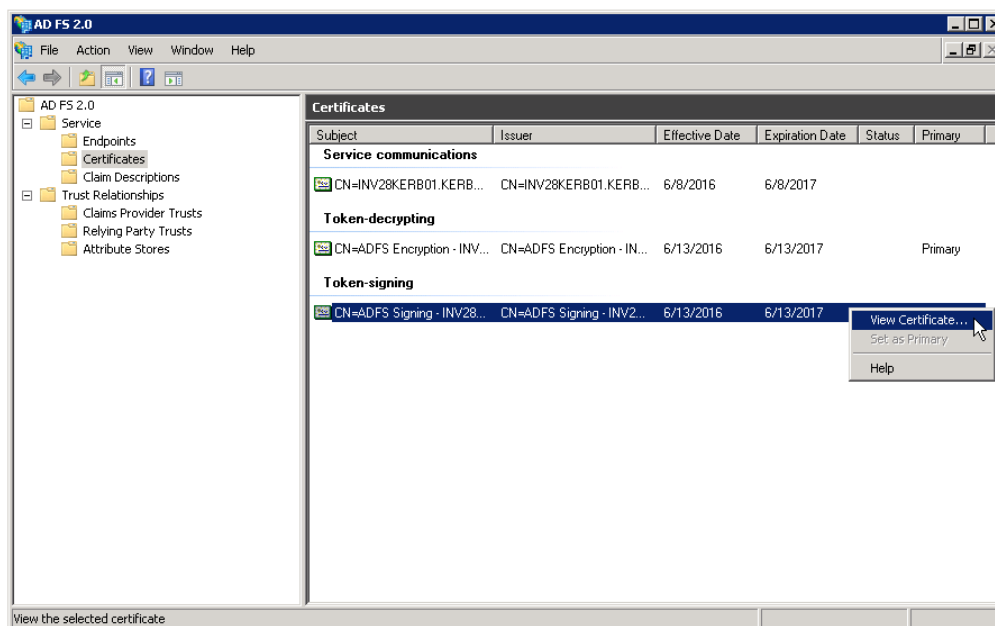 AD FS 2.0
File Action View Window Help
AD FS 2.0
Service
Endpoints
Certificates
Claim Descriptions
Trust Relationships
Claims Provider Trusts
Relying Party Trusts
Attribute Stores
Certificates
Subject Issuer Effective Date Expiration Date Status Primary
Service communications
CN=INV28KERB01.KERB... CN=INV28KERB01.KERB... 6/8/2016 6/8/2017
Token-decrypting
CN=ADFS Encryption - INV... CN=ADFS Encryption - IN... 6/13/2016 6/13/2017 Primary
Token-signing
CN=ADFS Signing - INV28... CN=ADFS Signing - INV2... 6/13/2016 6/13/2017
View Certificate...
Set as Primary
Help
View the selected certificate